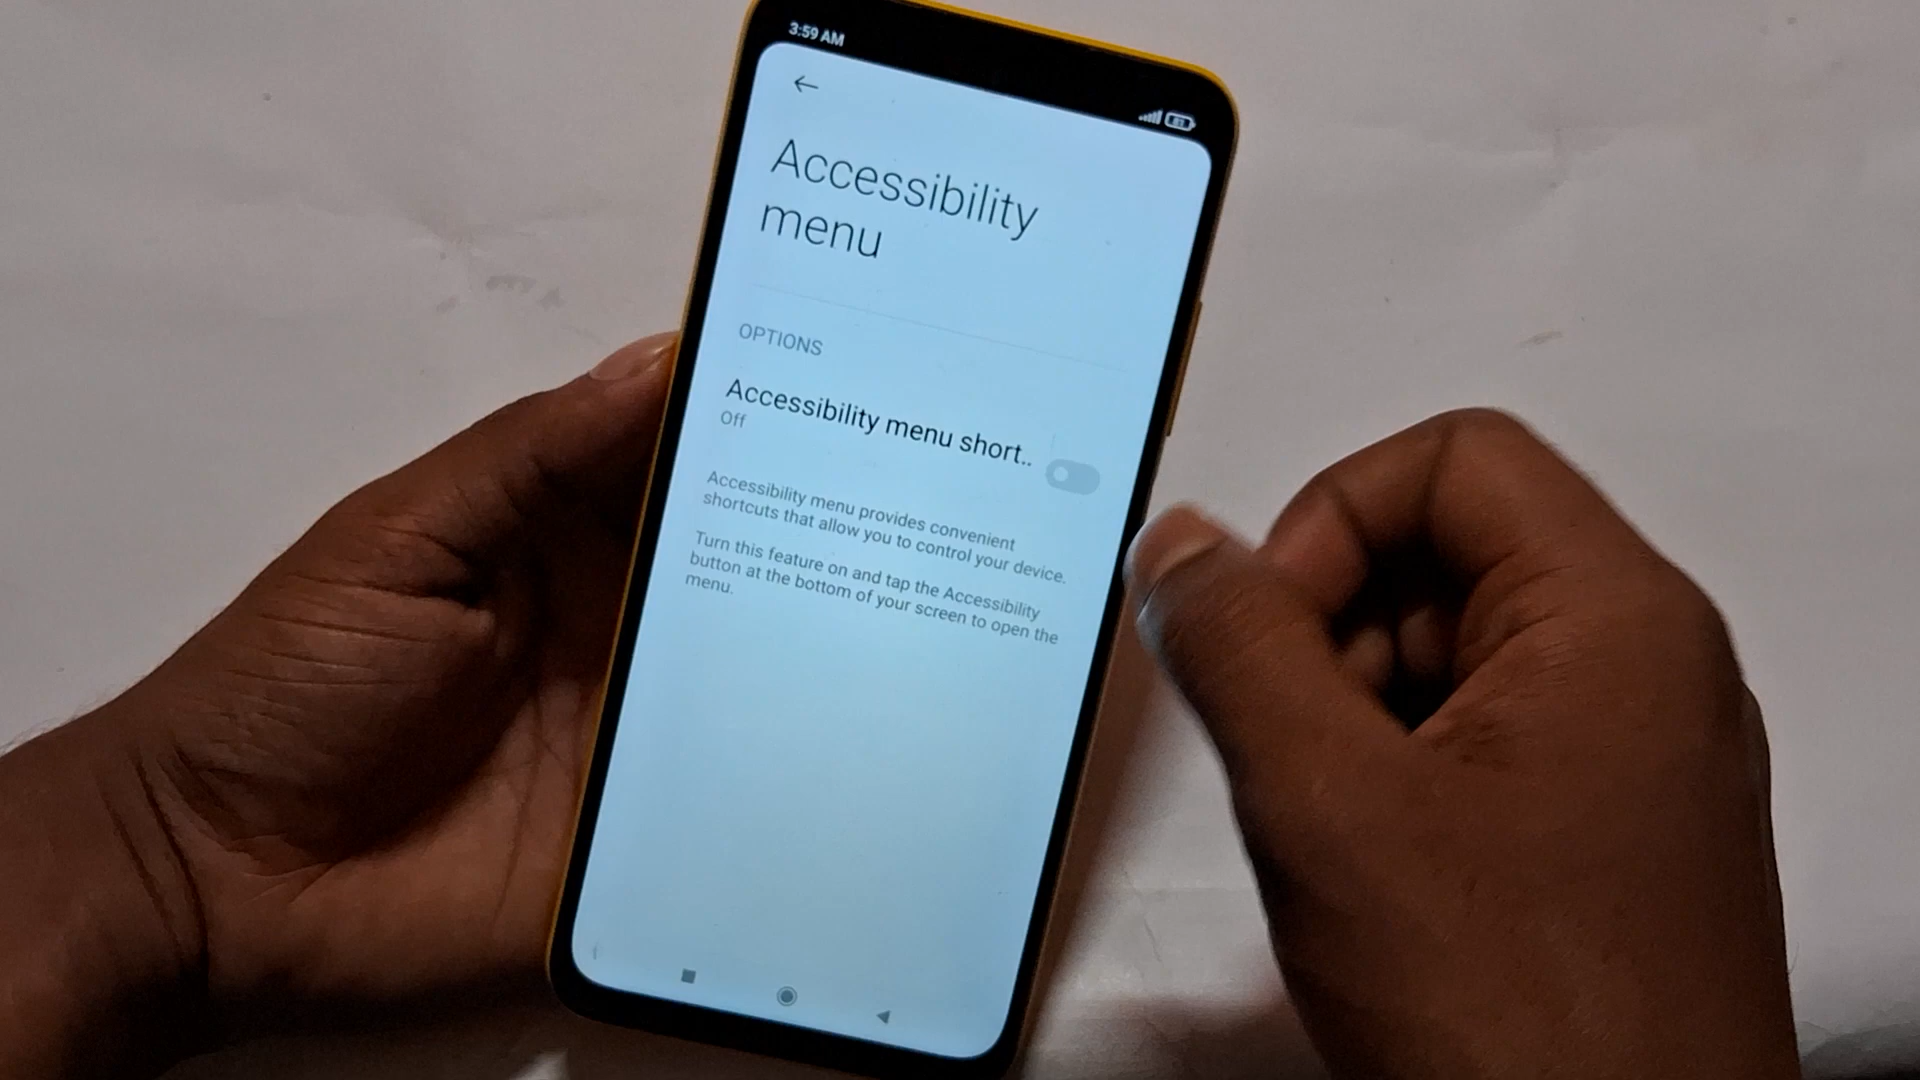 3:59 AM
Accessibility
menu
OPTIONS
Accessibility menu short..
Off
Accessibility menu provides convenient
shortcuts that allow you to control your device.
Turn this feature on and tap the Accessibility
button at the bottom of your screen to open the
menu.